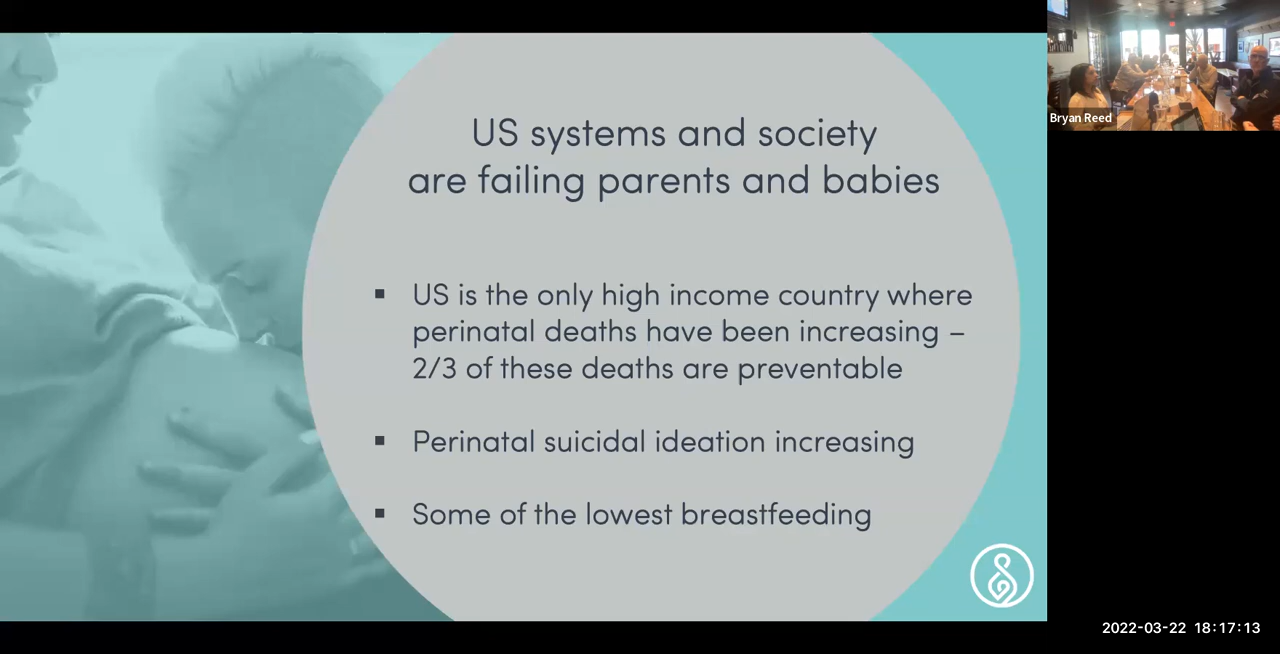 US systems and society
are failing parents and babies
▪ US is the only high income country where
perinatal deaths have been increasing –
2/3 of these deaths are preventable
▪ Perinatal suicidal ideation increasing
▪ Some of the lowest breastfeeding
Bryan Reed
2022-03-22 18:17:13